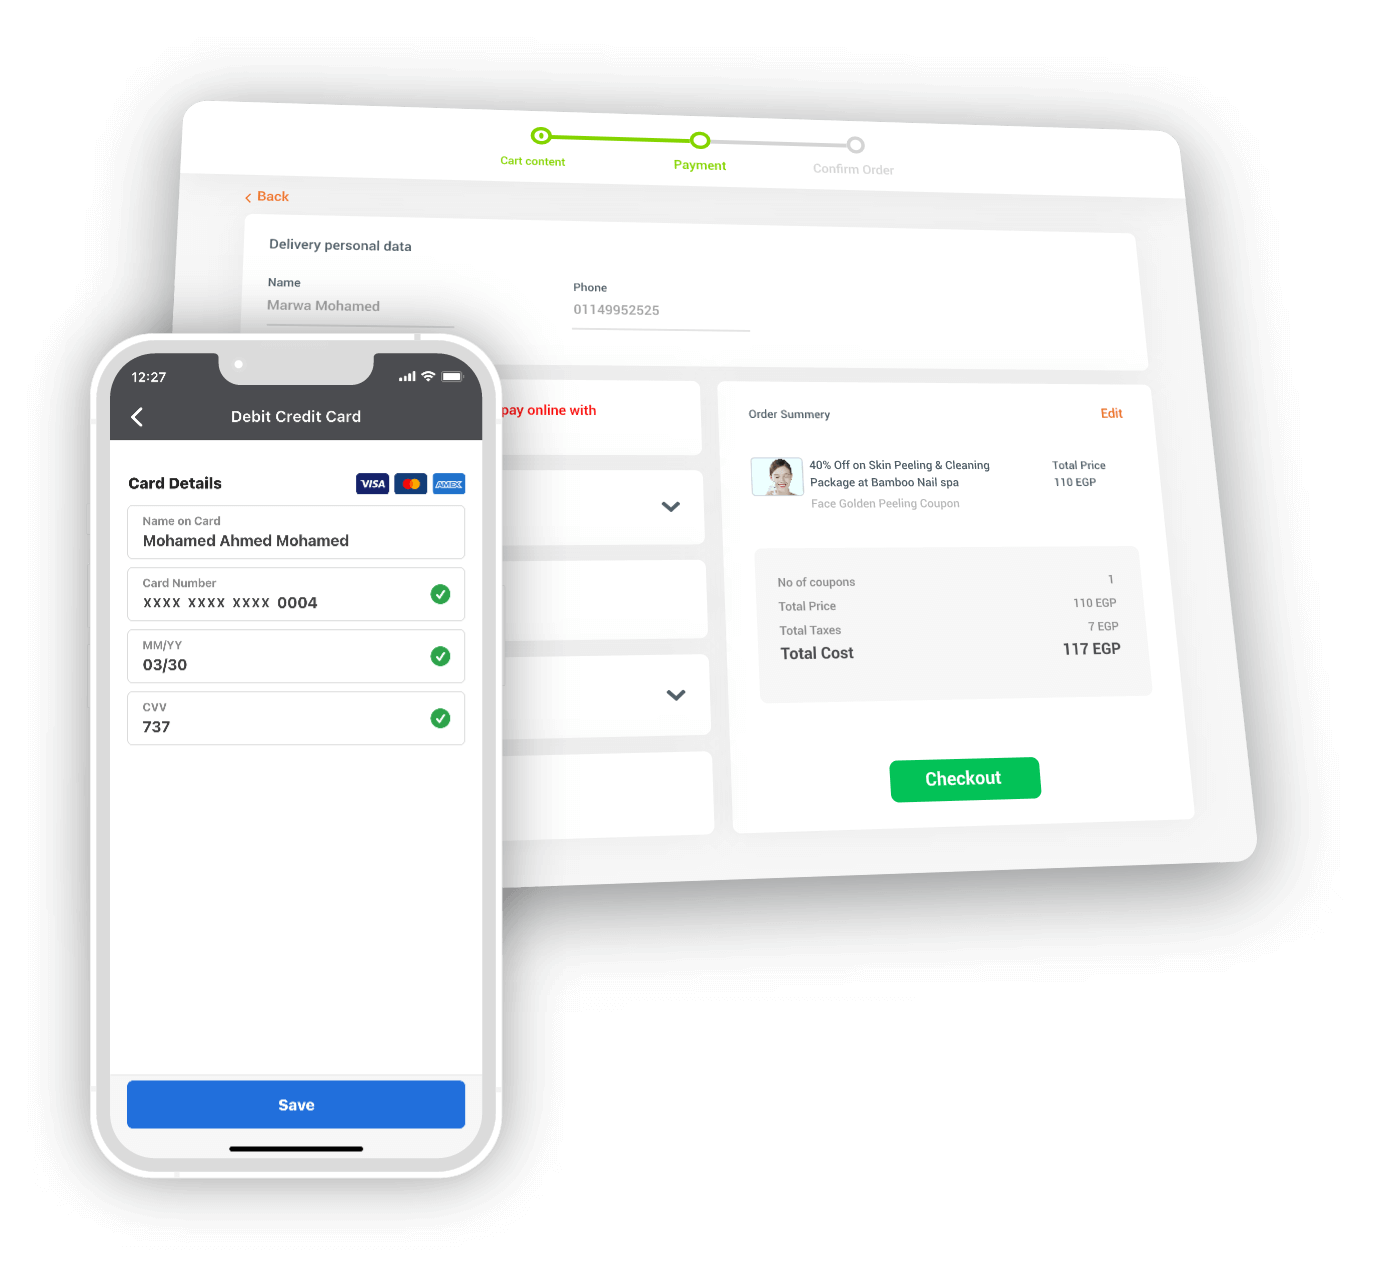 Cart content
Payment
Confirm Order
Back
Delivery personal data
Name
Phone
Marwa Mohamed
01149952525
pay online with
Order Summery
Edit
40% Off on Skin Peeling & Cleaning
Package at Bamboo Nail spa
Face Golden Peeling Coupon
Total Price
110 EGP
No of coupons 1
Total Price 110 EGP
Total Taxes 7 EGP
Total Cost 117 EGP
Checkout
12:27
Debit Credit Card
Card Details VISA AMEX
Name on Card
Mohamed Ahmed Mohamed
Card Number
XXXX XXXX XXXX 0004
MM/YY
03/30
CVV
737
Save